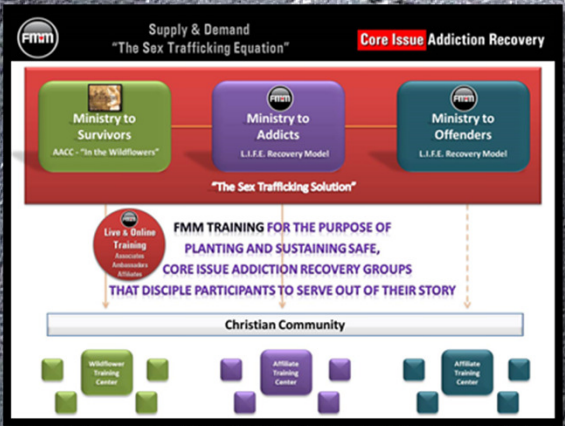 FMM
Supply & Demand
"The Sex Trafficking Equation"
Core Issue Addiction Recovery
Ministry to
Survivors
AACC - "In the Wildflowers"
FMM
Ministry to
Addicts
L.I.F.E. Recovery Model
FMM
Ministry to
Offenders
L.I.F.E. Recovery Model
"The Sex Trafficking Solution"
FMM
Live & Online
Training
Associates
Ambassadors
Affiliates
FMM TRAINING FOR THE PURPOSE OF
PLANTING AND SUSTAINING SAFE,
CORE ISSUE ADDICTION RECOVERY GROUPS
THAT DISCIPLE PARTICIPANTS TO SERVE OUT OF THEIR STORY
Christian Community
Wildflower
Training
Center
Affiliate
Training
Center
Affiliate
Training
Center